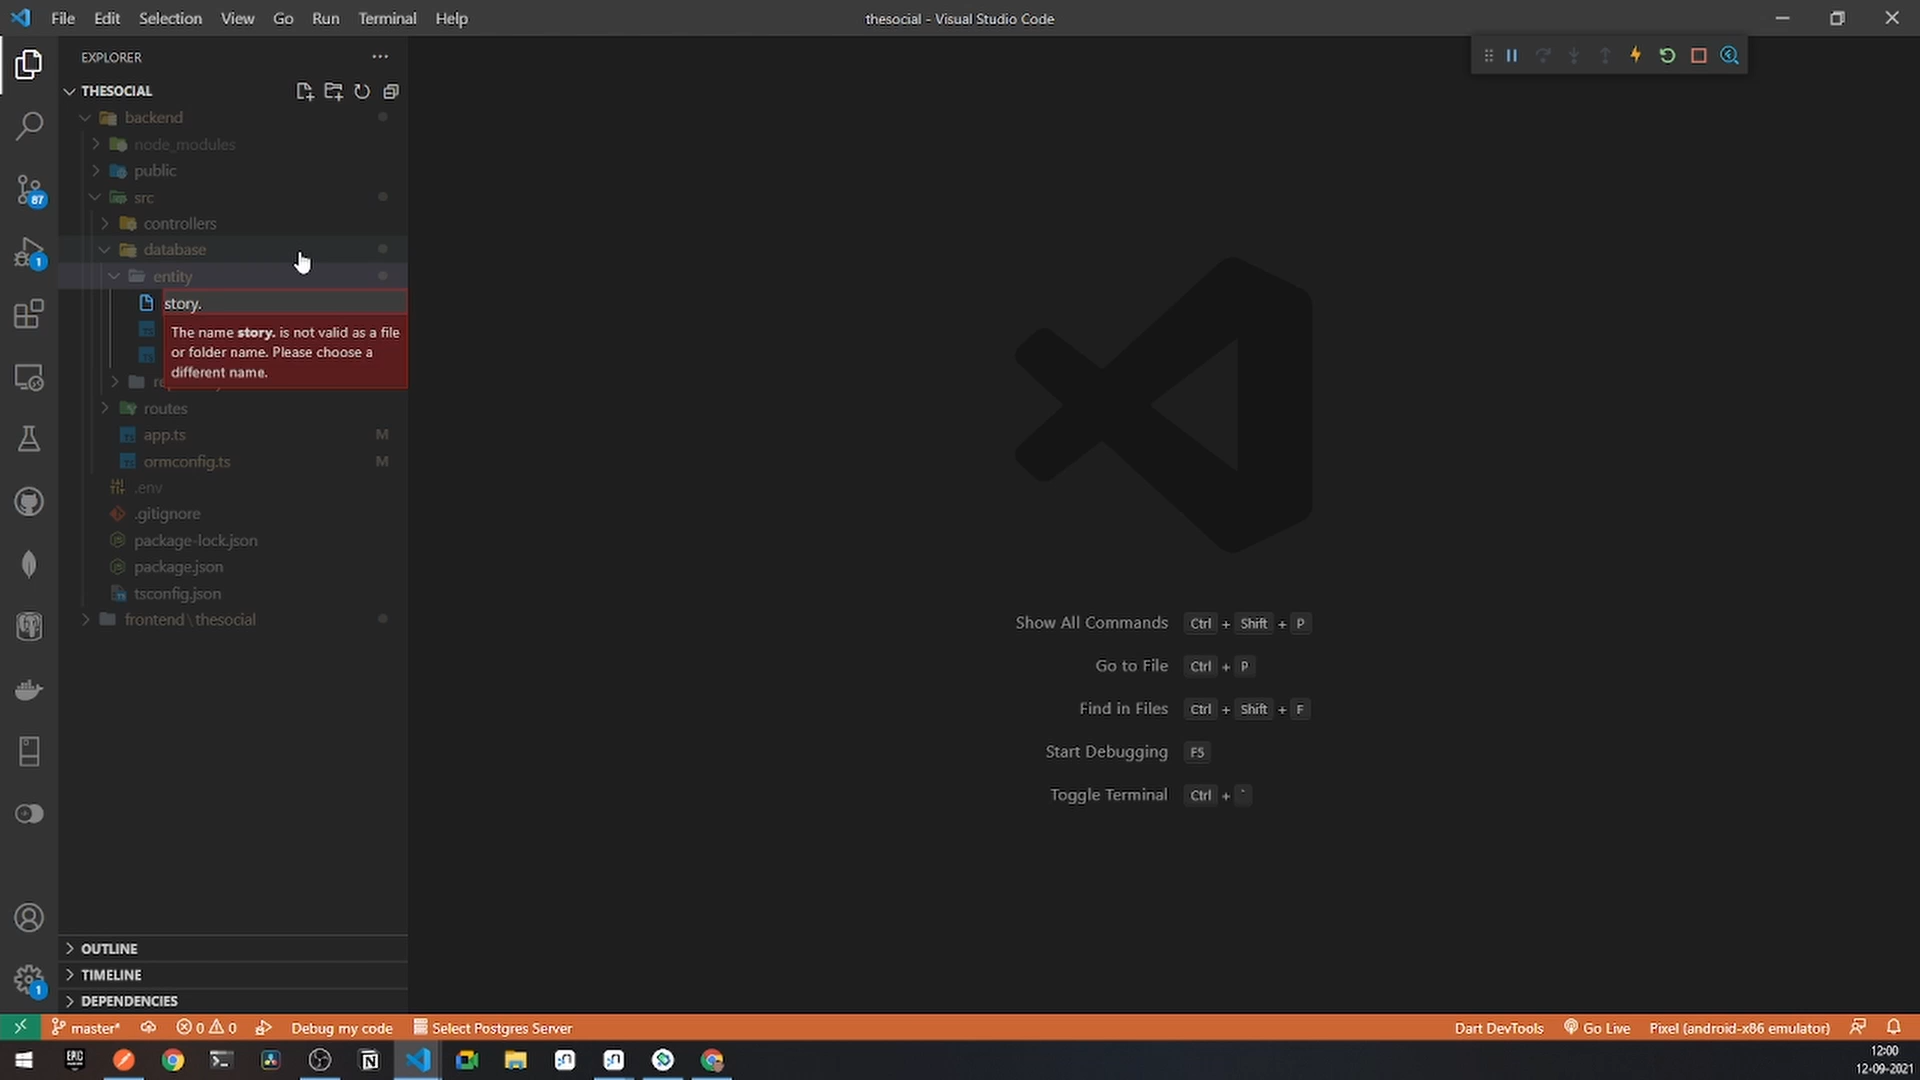 File Edit Selection View Go Run Terminal Help
thesocial - Visual Studio Code
EXPLORER
THESOCIAL
backend
node_modules
public
src
controllers
database
entity
story.
The name story. is not valid as a file
or folder name. Please choose a
different name.
routes
app.ts M
ormconfig.ts M
.env
.gitignore
package-lock.json
package.json
tsconfig.json
frontend\thesocial
OUTLINE
TIMELINE
DEPENDENCIES
87
1
1
Show All Commands Ctrl + Shift + P
Go to File Ctrl + P
Find in Files Ctrl + Shift + F
Start Debugging F5
Toggle Terminal Ctrl + `
master* 0 0 Debug my code Select Postgres Server
Dart DevTools Go Live Pixel (android-x86 emulator)
EPIC
12:00
12-09-2021